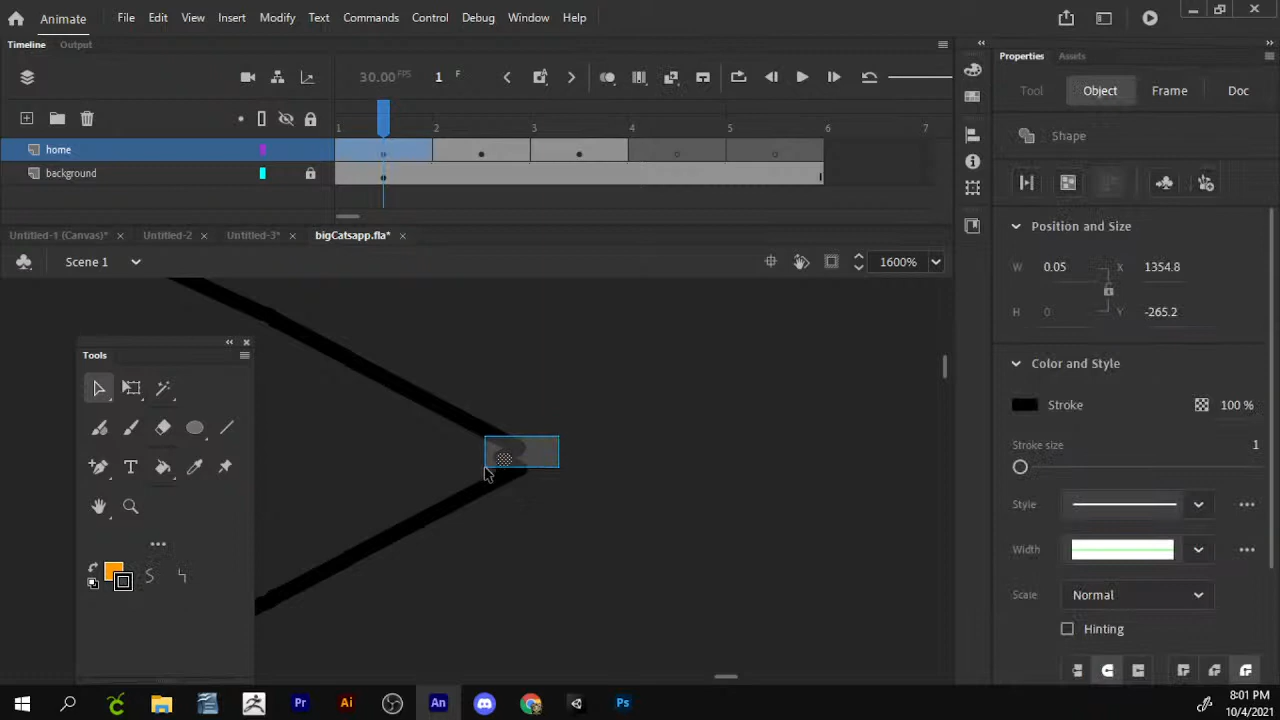 Animate File Edit View Insert Modify Text Commands Control Debug Window Help
Timeline Output
Properties Assets
30.00 FPS 1 F
Tool Object Frame Doc
1 2 3 4 5 6 7
Shape
home
background
Position and Size
Untitled-1 (Canvas)* Untitled-2 Untitled-3* bigCatsapp.fla*
Scene 1 1600%
W 0.05 X 1354.8
H 0 Y -265.2
Tools
Color and Style
Stroke 100 %
Stroke size 1
Style
Width
Scale Normal
Hinting
Pr Ai An Ps
8:01 PM
10/4/2021